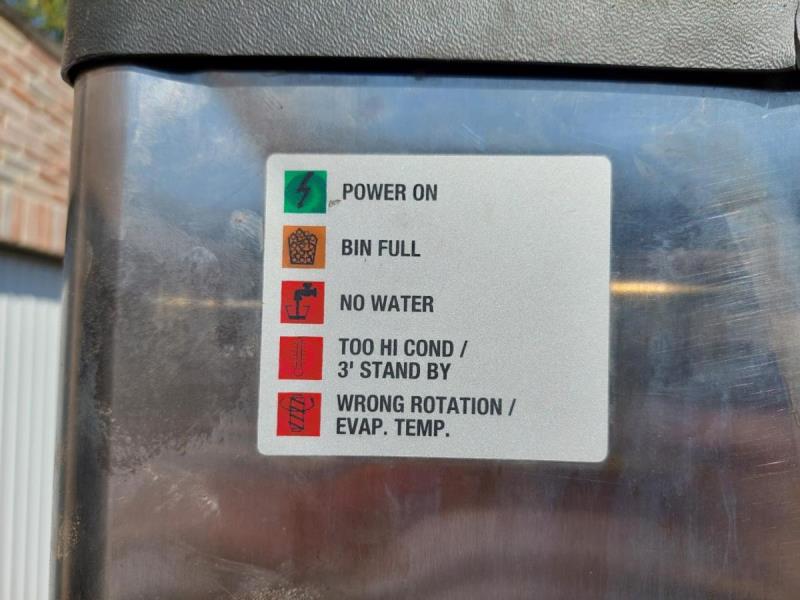 POWER ON
BIN FULL
NO WATER
TOO HI COND /
3' STAND BY
WRONG ROTATION /
EVAP. TEMP.